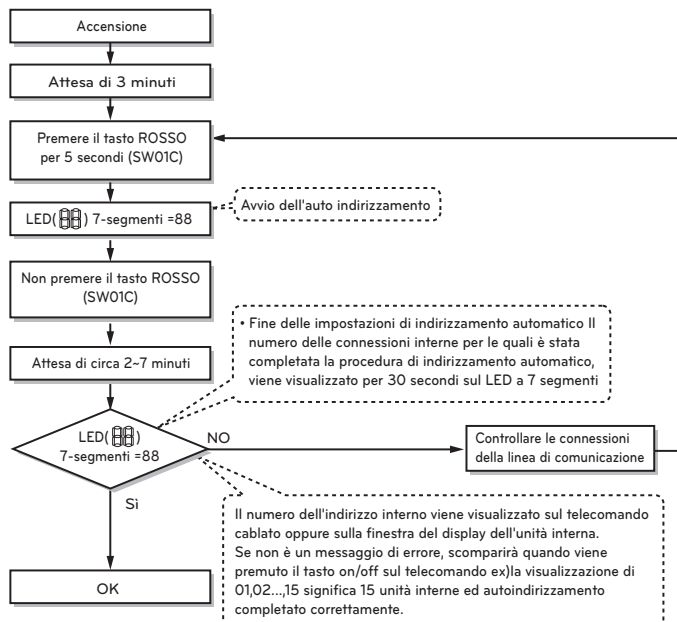 Accensione
Attesa di 3 minuti
Premere il tasto ROSSO
per 5 secondi (SW01C)
LED(88) 7-segmenti =88
Avvio dell'auto indirizzamento
Non premere il tasto ROSSO
(SW01C)
• Fine delle impostazioni di indirizzamento automatico Il
numero delle connessioni interne per le quali è stata
completata la procedura di indirizzamento automatico,
viene visualizzato per 30 secondi sul LED a 7 segmenti
Attesa di circa 2~7 minuti
LED(88)
7-segmenti =88
NO
Controllare le connessioni
della linea di comunicazione
Sì
Il numero dell'indirizzo interno viene visualizzato sul telecomando
cablato oppure sulla finestra del display dell'unità interna.
Se non è un messaggio di errore, scomparirà quando viene
premuto il tasto on/off sul telecomando ex)la visualizzazione di
01,02...,15 significa 15 unità interne ed autoindirizzamento
completato correttamente.
OK